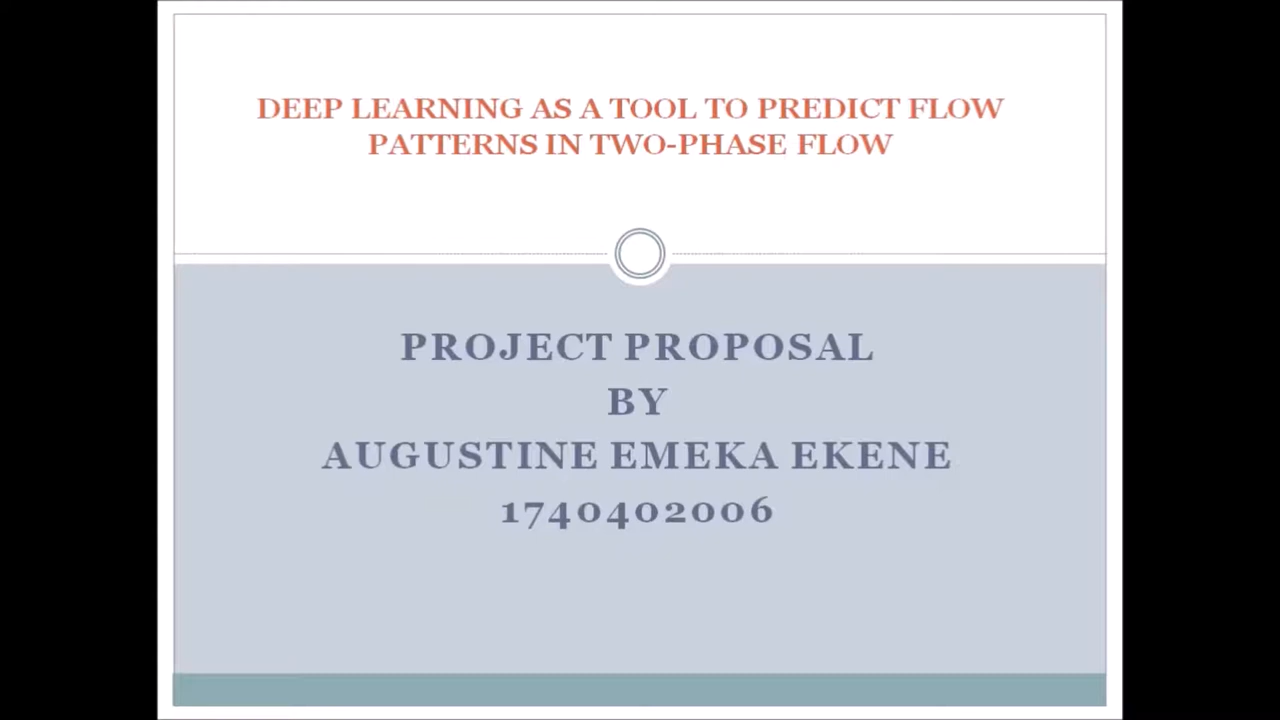 DEEP LEARNING AS A TOOL TO PREDICT FLOW
PATTERNS IN TWO-PHASE FLOW
PROJECT PROPOSAL
BY
AUGUSTINE EMEKA EKENE
1740402006